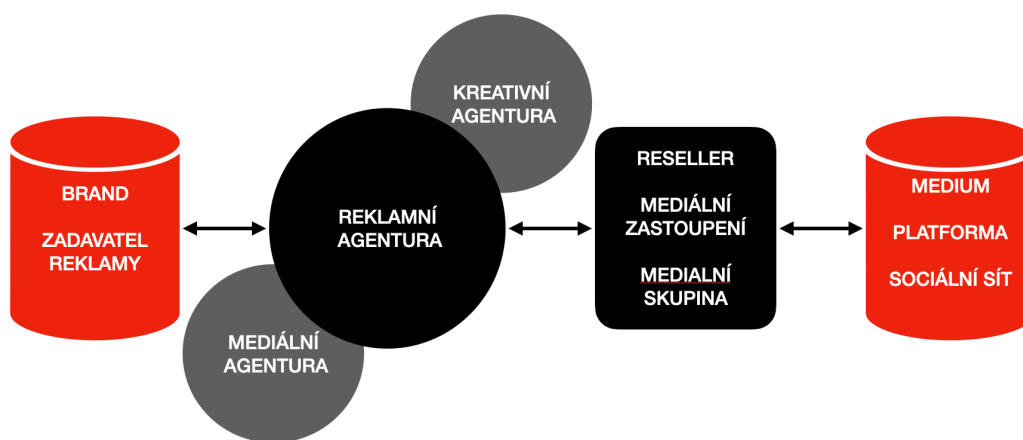 BRAND
ZADAVATEL
REKLAMY
REKLAMNÍ
AGENTURA
KREATIVNÍ
AGENTURA
MEDIÁLNÍ
AGENTURA
RESELLER
MEDIÁLNÍ
ZASTOUPENÍ
MEDIALNÍ
SKUPINA
MEDIUM
PLATFORMA
SOCIÁLNÍ SÍT